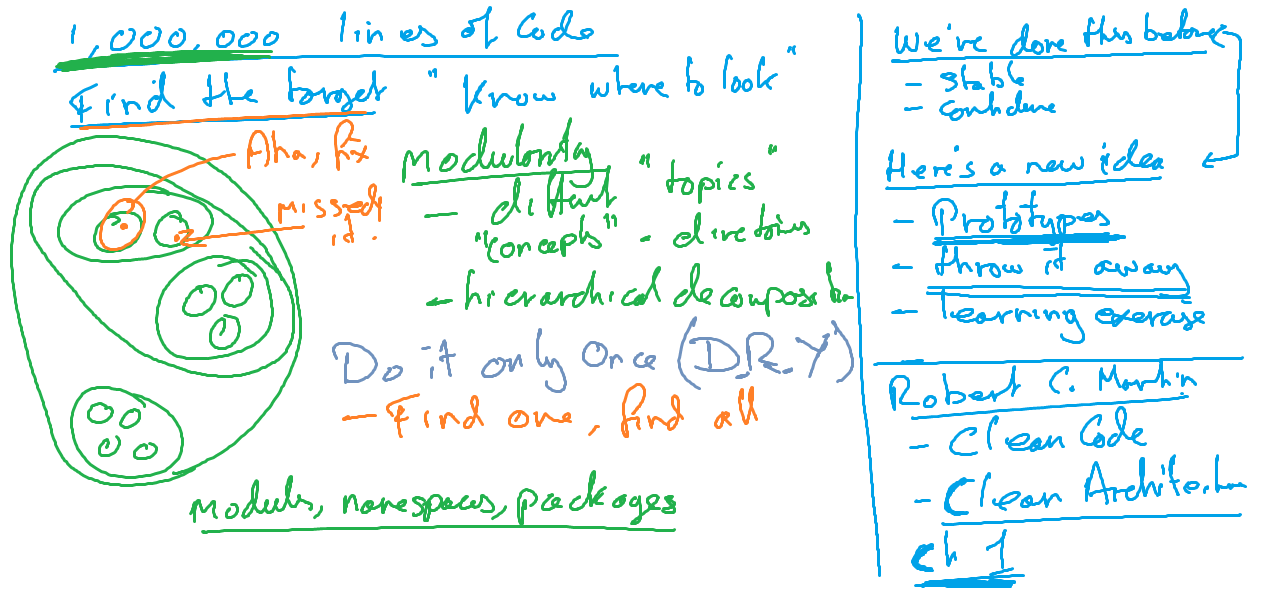 1,000,000 lines of Code
Find the target "Know where to look"
Aha, fix
Missed it.
Modularity
- different "topics"
"concepts" - directories
- hierarchical decomposition
Do it only Once (D.R.Y)
- Find one, find all
Modules, namespaces, packages
We've done this before
- stable
- confidence
Here's a new idea
- Prototypes
- throw it away
- Learning exercise
Robert C. Martin
- Clean Code
- Clean Architecture
Ch 1